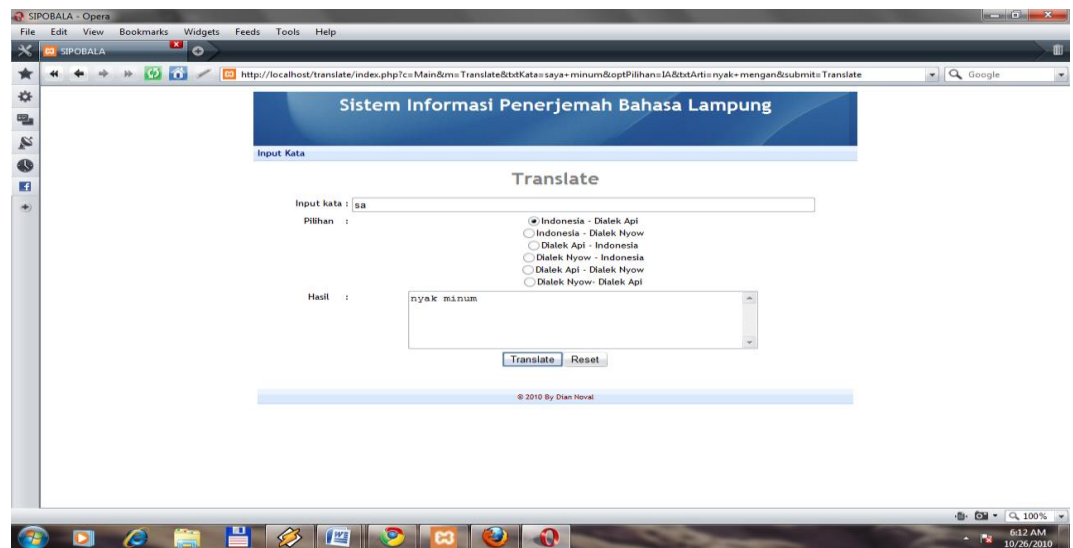 SIPOBALA - Opera
File Edit View Bookmarks Widgets Feeds Tools Help
SIPOBALA
http://localhost/translate/index.php?c=Main&m=Translate&txtKata=saya+minum&optPilihan=IA&txtArti=nyak+mengan&submit=Translate
Google
Sistem Informasi Penerjemah Bahasa Lampung
Input Kata
Translate
Input kata : sa
Pilihan : Indonesia - Dialek Api
Indonesia - Dialek Nyow
Dialek Api - Indonesia
Dialek Nyow - Indonesia
Dialek Api - Dialek Nyow
Dialek Nyow- Dialek Api
Hasil : nyak minum
Translate Reset
© 2010 By Dian Noval
100%
6:12 AM
10/26/2010